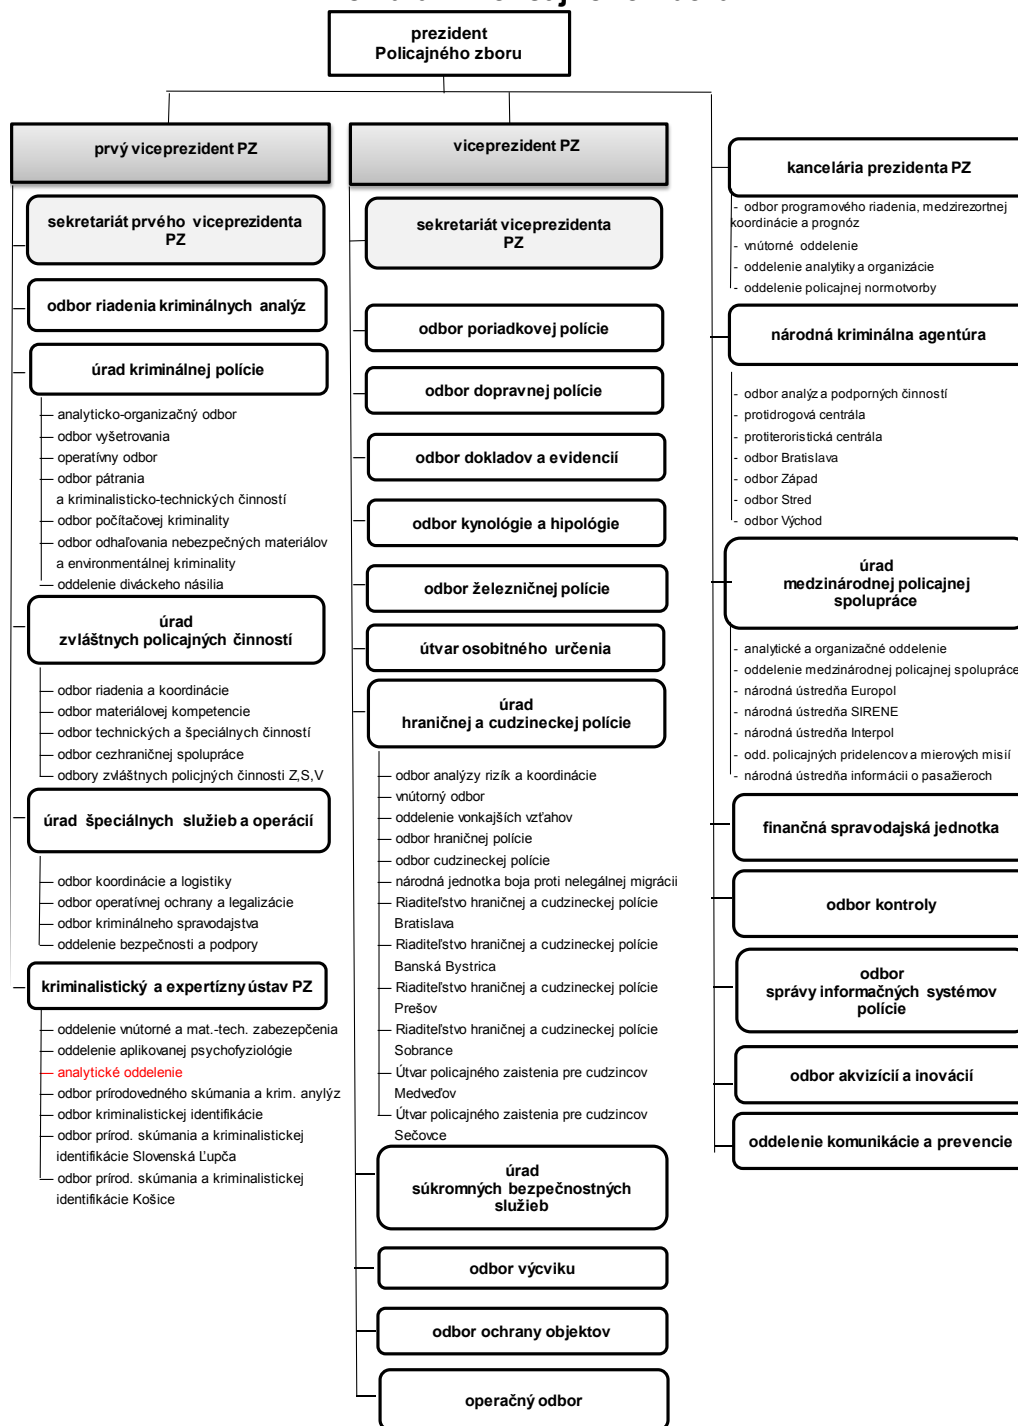 prezident
Policajného zboru
prvý viceprezident PZ
sekretariát prvého viceprezidenta
PZ
odbor riadenia kriminálnych analýz
úrad kriminálnej polície
analyticko-organizačný odbor
odbor vyšetrovania
operatívny odbor
odbor pátrania
a kriminalisticko-technických činností
odbor počítačovej kriminality
odbor odhaľovania nebezpečných materiálov
a environmentálnej kriminality
oddelenie diváckeho násilia
úrad
zvláštnych policajných činností
odbor riadenia a koordinácie
odbor materiálovej kompetencie
odbor technických a špeciálnych činností
odbor cezhraničnej spolupráce
odbory zvláštnych policjných činnosti Z,S,V
úrad špeciálnych služieb a operácií
odbor koordinácie a logistiky
odbor operatívnej ochrany a legalizácie
odbor kriminálneho spravodajstva
oddelenie bezpečnosti a podpory
kriminalistický a expertízny ústav PZ
oddelenie vnútorné a mat.-tech. zabezepčenia
oddelenie aplikovanej psychofyziológie
analytické oddelenie
odbor prírodovedného skúmania a krim. anylýz
odbor kriminalistickej identifikácie
odbor prírod. skúmania a kriminalistickej
identifikácie Slovenská Ľupča
odbor prírod. skúmania a kriminalistickej
identifikácie Košice
viceprezident PZ
sekretariát viceprezidenta
PZ
odbor poriadkovej polície
odbor dopravnej polície
odbor dokladov a evidencií
odbor kynológie a hipológie
odbor železničnej polície
útvar osobitného určenia
úrad
hraničnej a cudzineckej polície
odbor analýzy rizík a koordinácie
vnútorný odbor
oddelenie vonkajších vzťahov
odbor hraničnej polície
odbor cudzineckej polície
národná jednotka boja proti nelegálnej migrácii
Riaditeľstvo hraničnej a cudzineckej polície
Bratislava
Riaditeľstvo hraničnej a cudzineckej polície
Banská Bystrica
Riaditeľstvo hraničnej a cudzineckej polície
Prešov
Riaditeľstvo hraničnej a cudzineckej polície
Sobrance
Útvar policajného zaistenia pre cudzincov
Medveďov
Útvar policajného zaistenia pre cudzincov
Sečovce
úrad
súkromných bezpečnostných
služieb
odbor výcviku
odbor ochrany objektov
operačný odbor
kancelária prezidenta PZ
- odbor programového riadenia, medzirezortnej
koordinácie a prognóz
- vnútorné oddelenie
- oddelenie analytiky a organizácie
- oddelenie policajnej normotvorby
národná kriminálna agentúra
- odbor analýz a podporných činností
- protidrogová centrála
- protiteroristická centrála
- odbor Bratislava
- odbor Západ
- odbor Stred
- odbor Východ
úrad
medzinárodnej policajnej
spolupráce
- analytické a organizačné oddelenie
- oddelenie medzinárodnej policajnej spolupráce
- národná ústredňa Europol
- národná ústredňa SIRENE
- národná ústredňa Interpol
- odd. policajných pridelencov a mierových misií
- národná ústredňa informácii o pasažieroch
finančná spravodajská jednotka
odbor kontroly
odbor
správy informačných systémov
polície
odbor akvizícií a inovácií
oddelenie komunikácie a prevencie